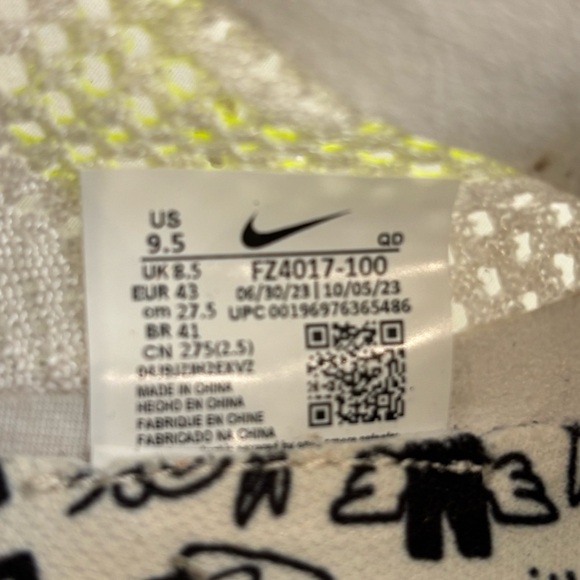 US
9.5
QD
UK 8.5 FZ4017-100
EUR 43 06/30/23 | 10/05/23
cm 27.5 UPC 00196976365486
BR 41
CN 275(2.5)
MADE IN CHINA
HECHO EN CHINA
FABRIQUE EN CHINE
FABRICADO NA CHINA